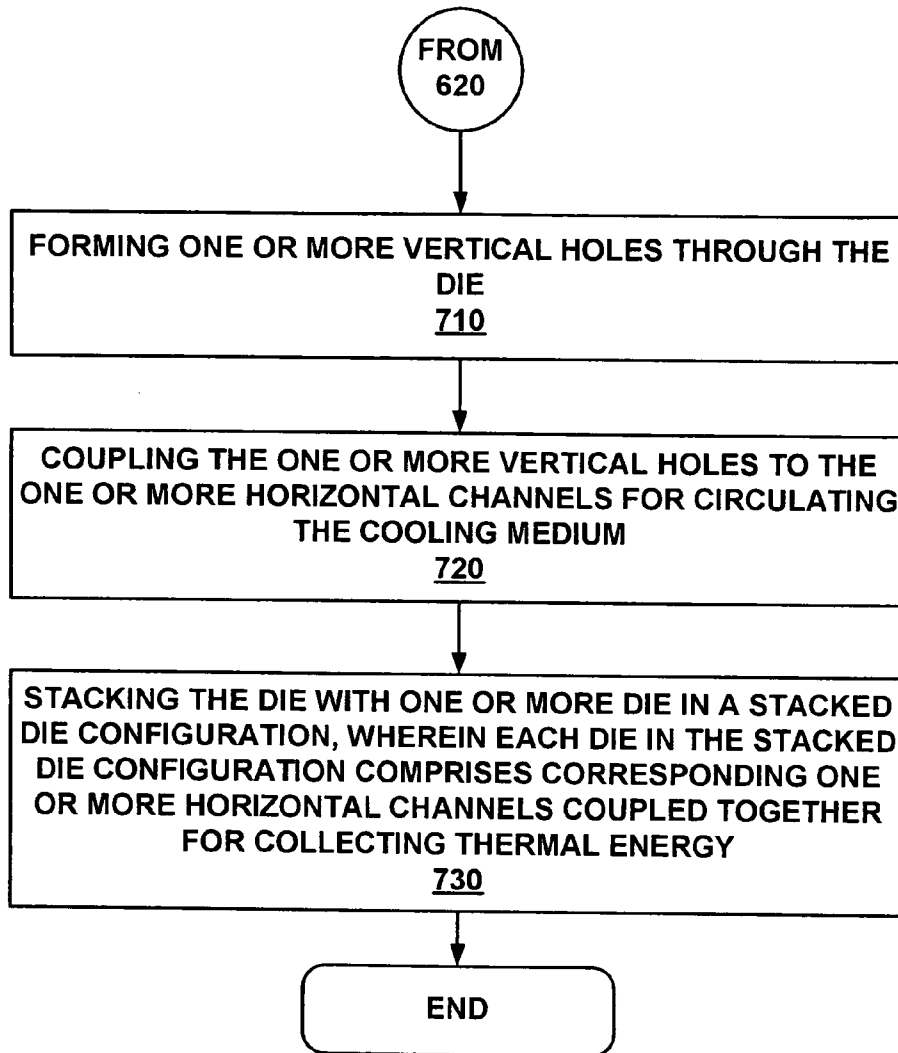 FROM
620
FORMING ONE OR MORE VERTICAL HOLES THROUGH THE
DIE
710
COUPLING THE ONE OR MORE VERTICAL HOLES TO THE
ONE OR MORE HORIZONTAL CHANNELS FOR CIRCULATING
THE COOLING MEDIUM
720
STACKING THE DIE WITH ONE OR MORE DIE IN A STACKED
DIE CONFIGURATION, WHEREIN EACH DIE IN THE STACKED
DIE CONFIGURATION COMPRISES CORRESPONDING ONE
OR MORE HORIZONTAL CHANNELS COUPLED TOGETHER
FOR COLLECTING THERMAL ENERGY
730
END